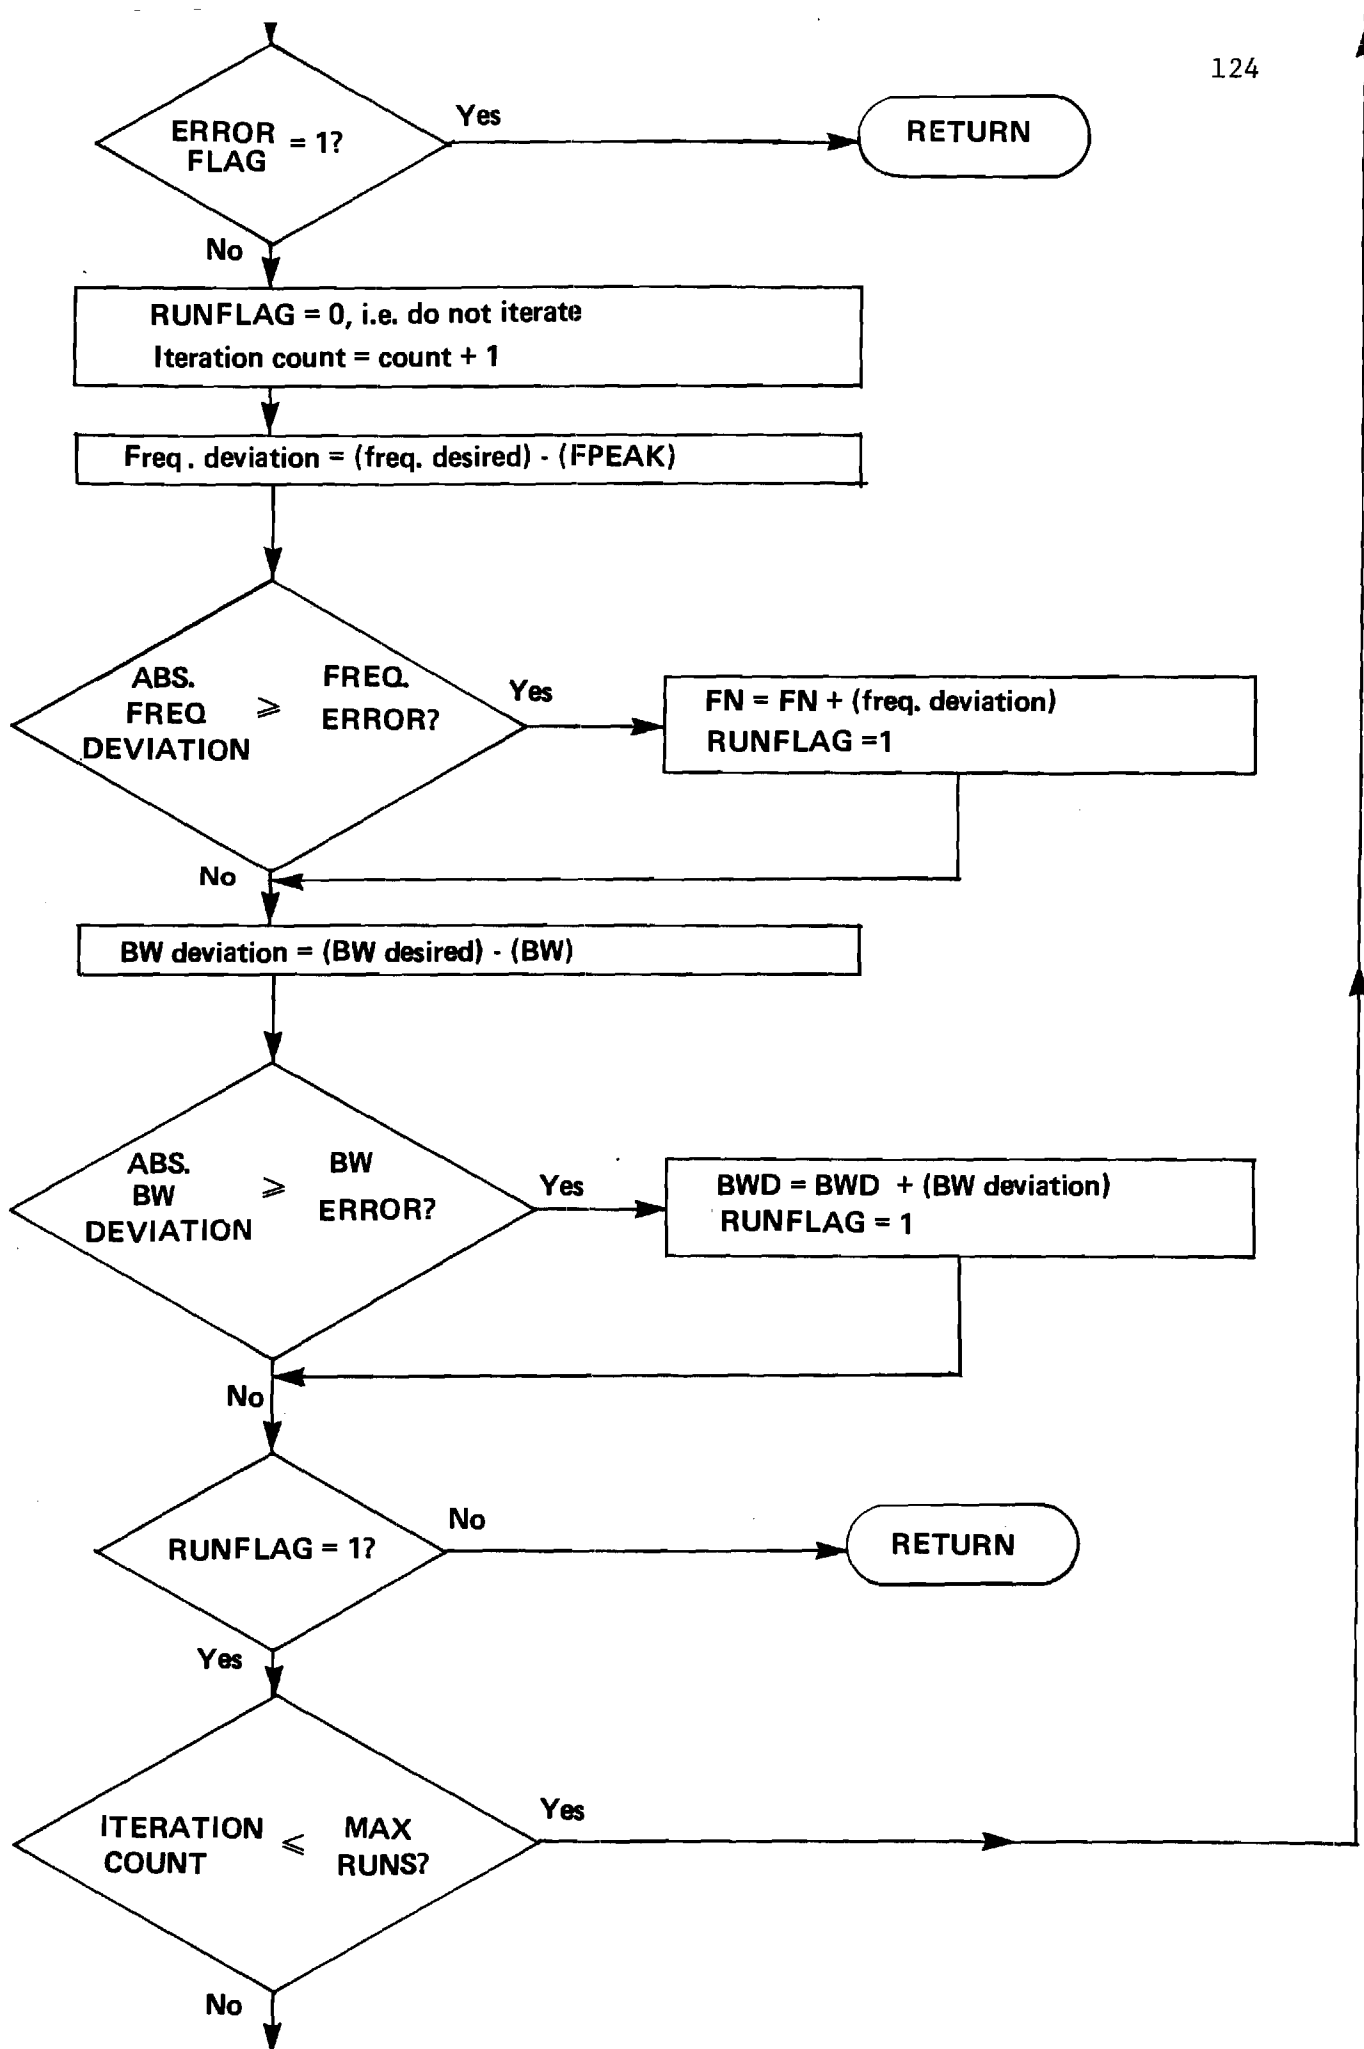 124
ERROR = 1?
FLAG
Yes
RETURN
No
RUNFLAG = 0, i.e. do not iterate
Iteration count = count + 1
Freq. deviation = (freq. desired) - (FPEAK)
ABS.
FREQ
DEVIATION
≥
FREQ.
ERROR?
Yes
FN = FN + (freq. deviation)
RUNFLAG =1
No
BW deviation = (BW desired) - (BW)
ABS.
BW
DEVIATION
≥
BW
ERROR?
Yes
BWD = BWD + (BW deviation)
RUNFLAG = 1
No
RUNFLAG = 1?
No
RETURN
Yes
ITERATION
COUNT
≤
MAX
RUNS?
Yes
No